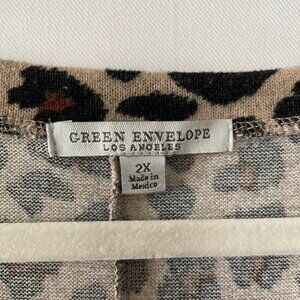 GREEN ENVELOPE
LOS ANGELES
2X
Made in
Mexico